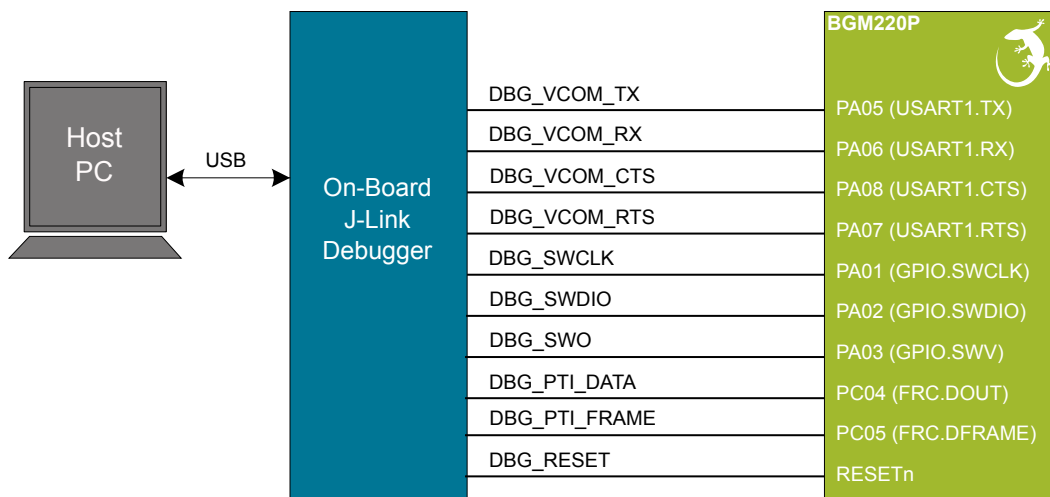 Host
PC
USB
On-Board
J-Link
Debugger
DBG_VCOM_TX
DBG_VCOM_RX
DBG_VCOM_CTS
DBG_VCOM_RTS
DBG_SWCLK
DBG_SWDIO
DBG_SWO
DBG_PTI_DATA
DBG_PTI_FRAME
DBG_RESET
BGM220P
PA05 (USART1.TX)
PA06 (USART1.RX)
PA08 (USART1.CTS)
PA07 (USART1.RTS)
PA01 (GPIO.SWCLK)
PA02 (GPIO.SWDIO)
PA03 (GPIO.SWV)
PC04 (FRC.DOUT)
PC05 (FRC.DFRAME)
RESETn